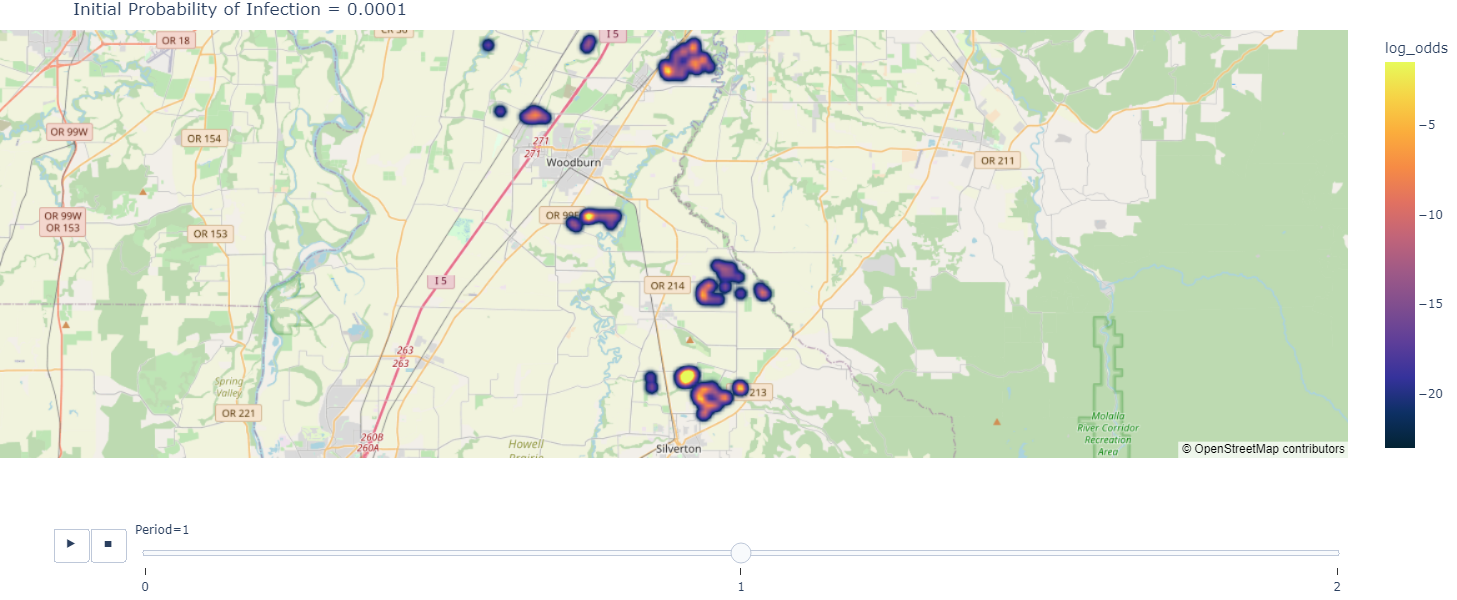 Initial Probability of Infection = 0.0001
log_odds
OR 18
I 5
−5
OR 99W
OR 154
271
271
Woodburn
OR 211
−10
OR 99W
OR 153
OR 153
OR 214
I 5
−15
263
263
Spring
Valley
213
−20
OR 221
Molalla
River Corridor
Recreation
Area
260B
260A
Howell
Silverton
© OpenStreetMap contributors
Period=1
0
1
2